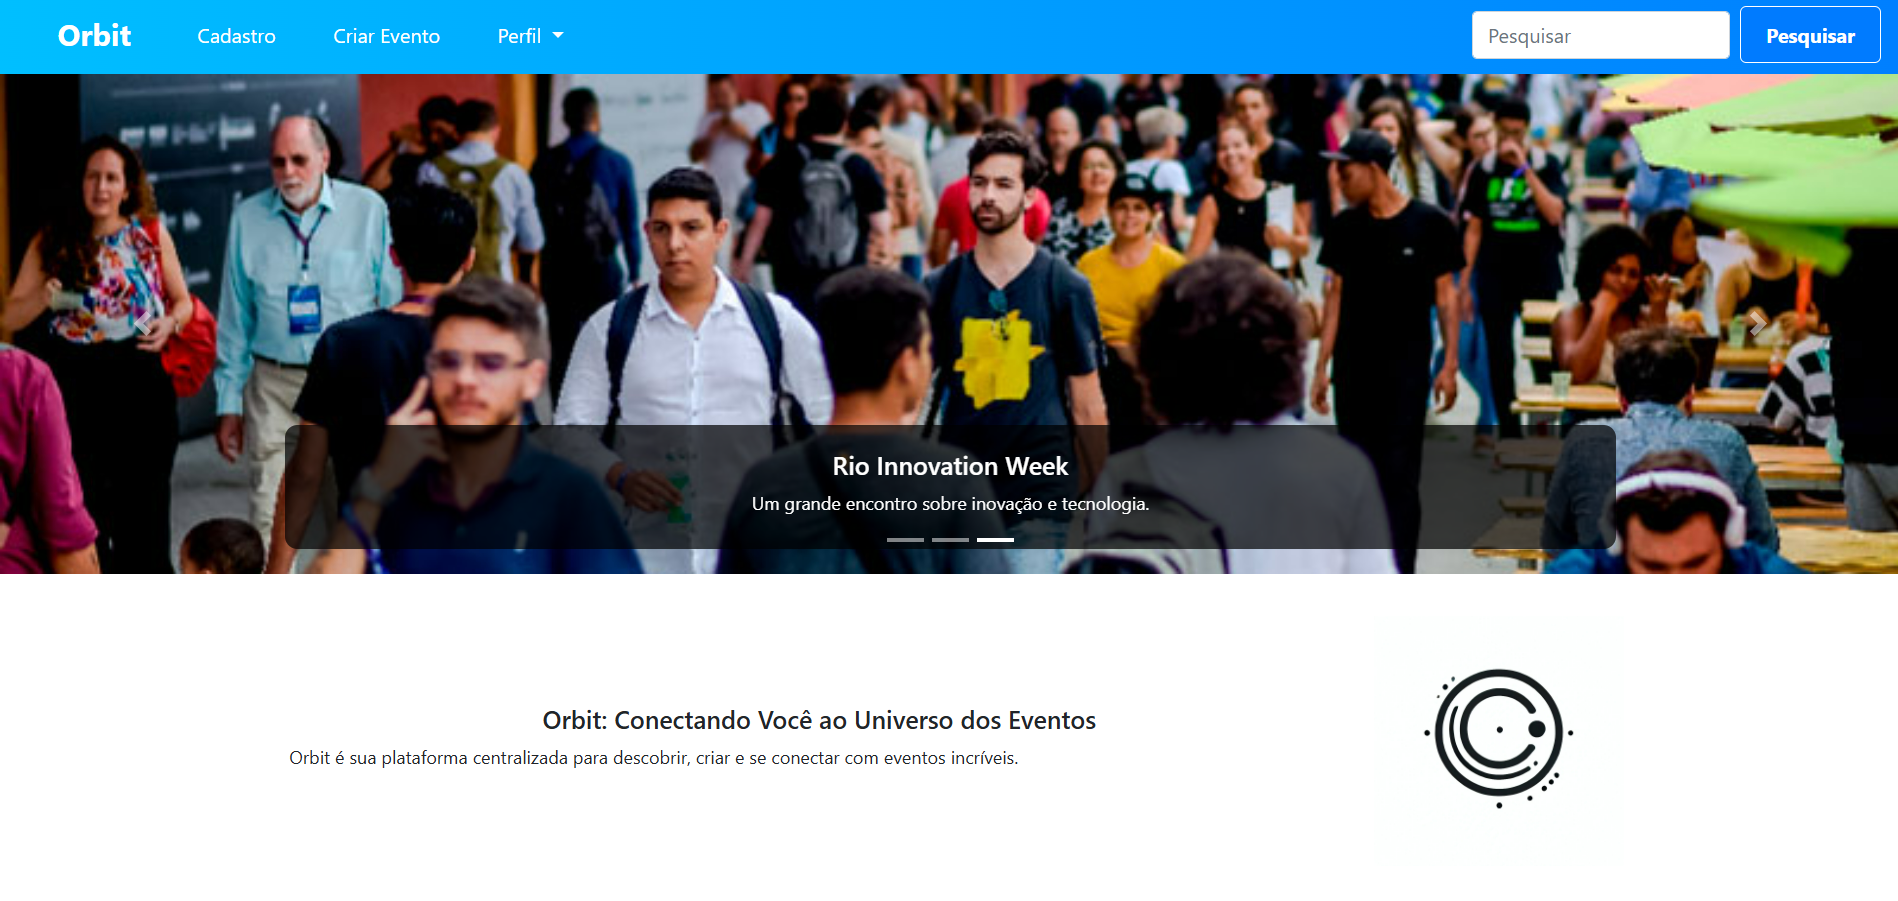 Orbit
Cadastro
Criar Evento
Perfil
Pesquisar
Pesquisar
Rio Innovation Week
Um grande encontro sobre inovação e tecnologia.
Orbit: Conectando Você ao Universo dos Eventos
Orbit é sua plataforma centralizada para descobrir, criar e se conectar com eventos incríveis.